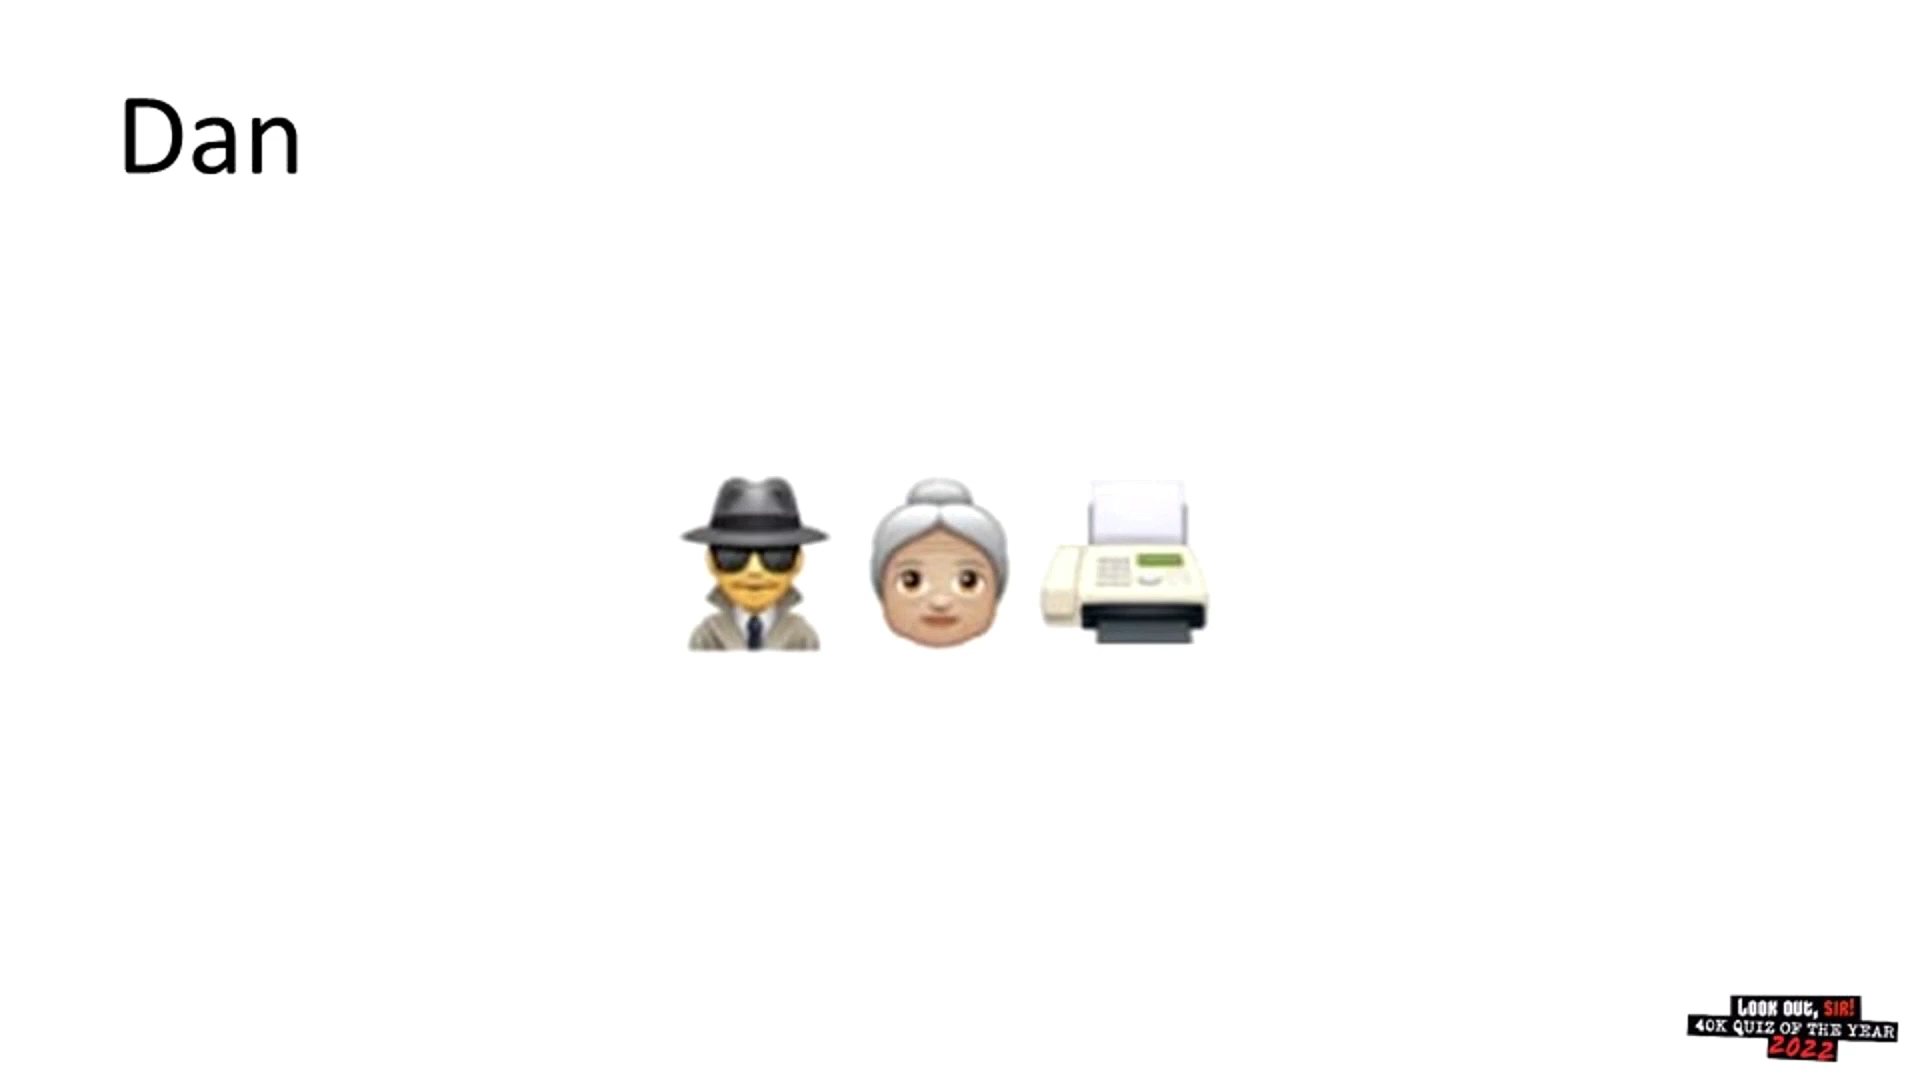 Dan
LOOK OUT, SIR!
40K QUIZ OF THE YEAR
2022